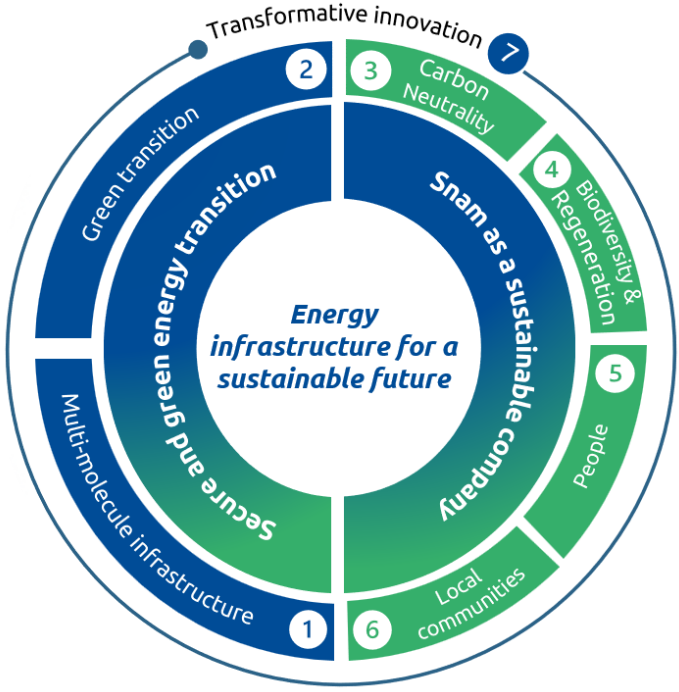 Transformative innovation
7
2
Green transition
3
Carbon
Neutrality
4
Biodiversity &
Regeneration
Secure and green energy transition
Snam as a sustainable company
Energy
infrastructure for a
sustainable future
5
People
Multi-molecule infrastructure
1
Local
communities
6